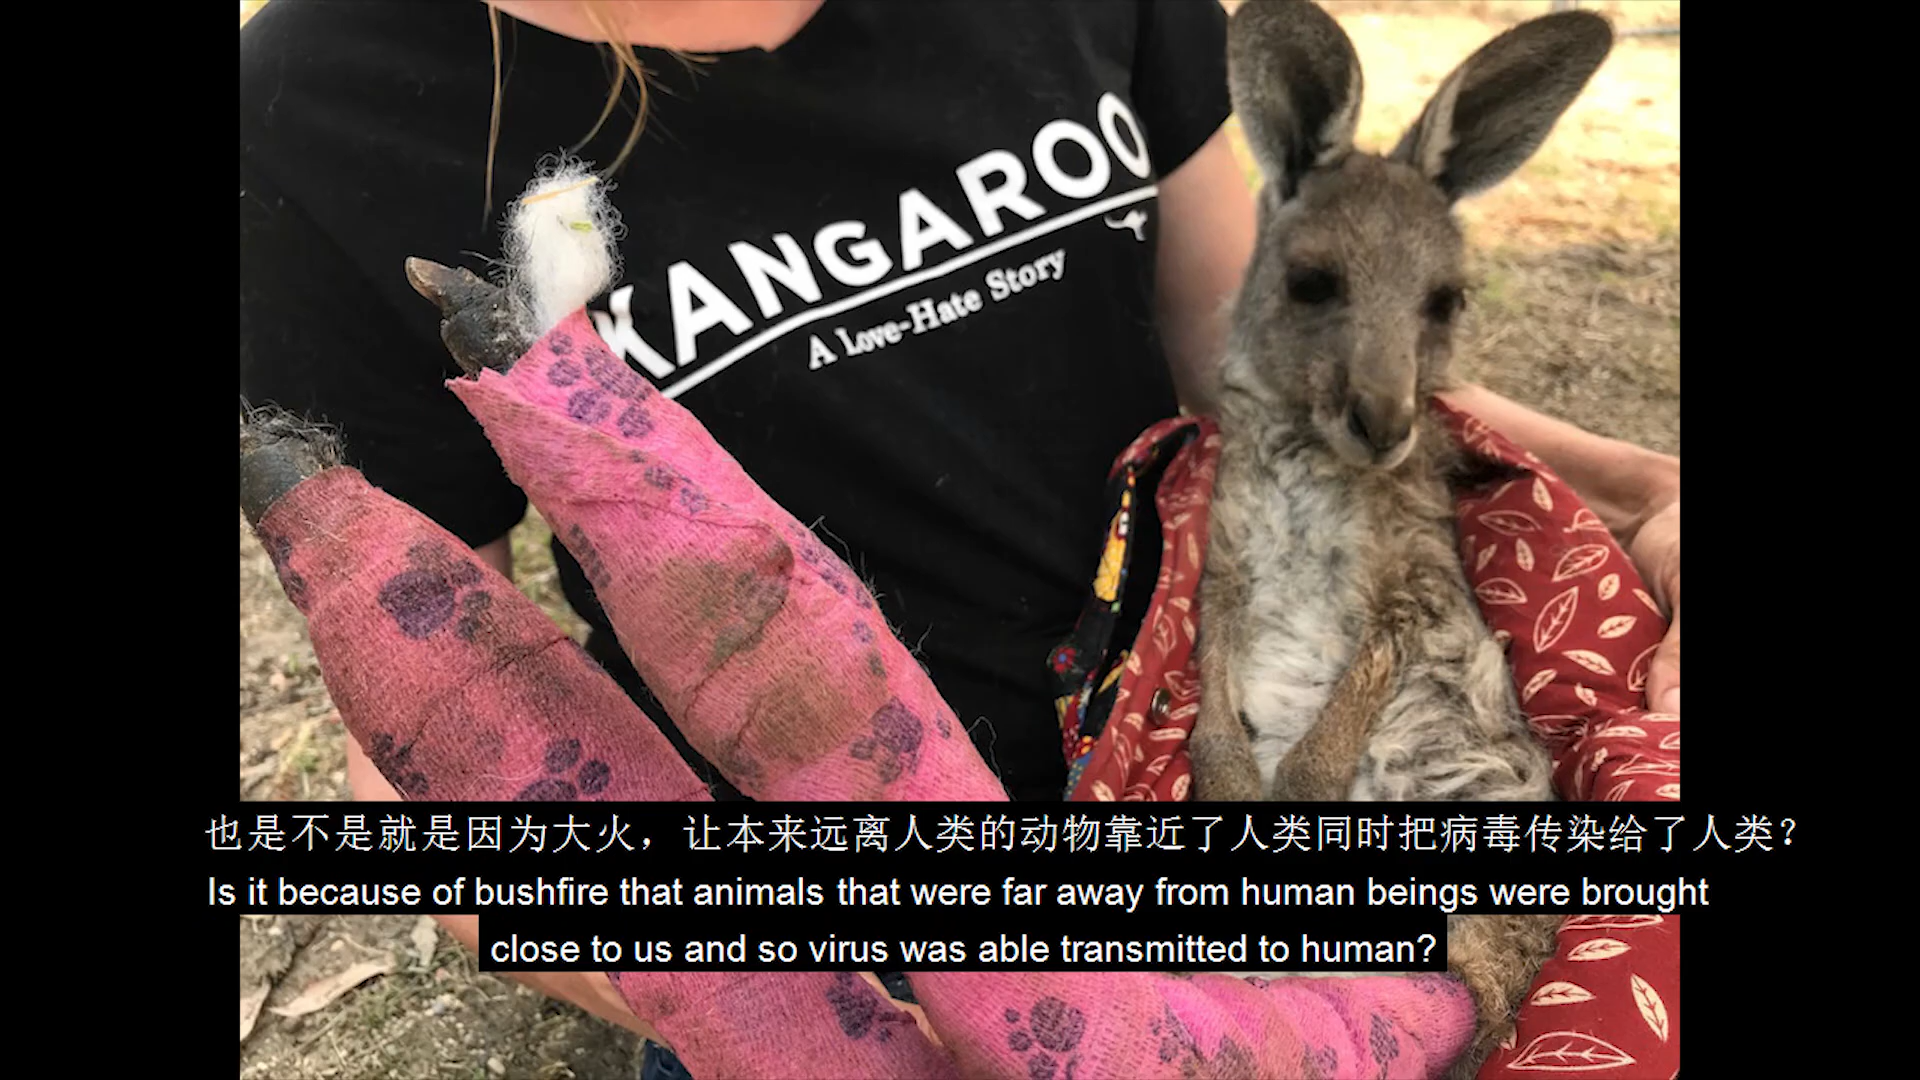 KANGAROO
A Love-Hate Story
也是不是就是因为大火，让本来远离人类的动物靠近了人类同时把病毒传染给了人类？
Is it because of bushfire that animals that were far away from human beings were brought
close to us and so virus was able transmitted to human?